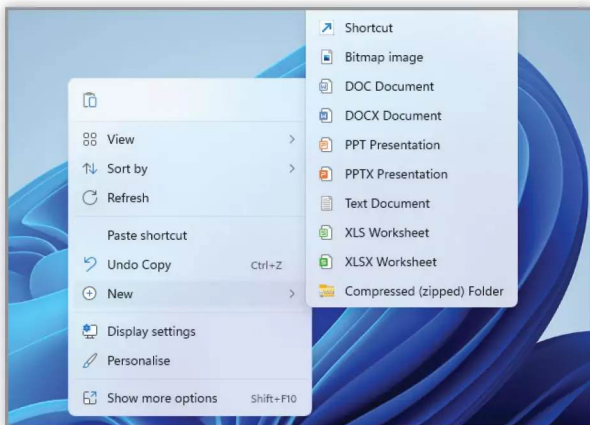 View
Sort by
Refresh
Paste shortcut
Undo Copy Ctrl+Z
New
Display settings
Personalise
Show more options Shift+F10
Shortcut
Bitmap image
DOC Document
DOCX Document
PPT Presentation
PPTX Presentation
Text Document
XLS Worksheet
XLSX Worksheet
Compressed (zipped) Folder